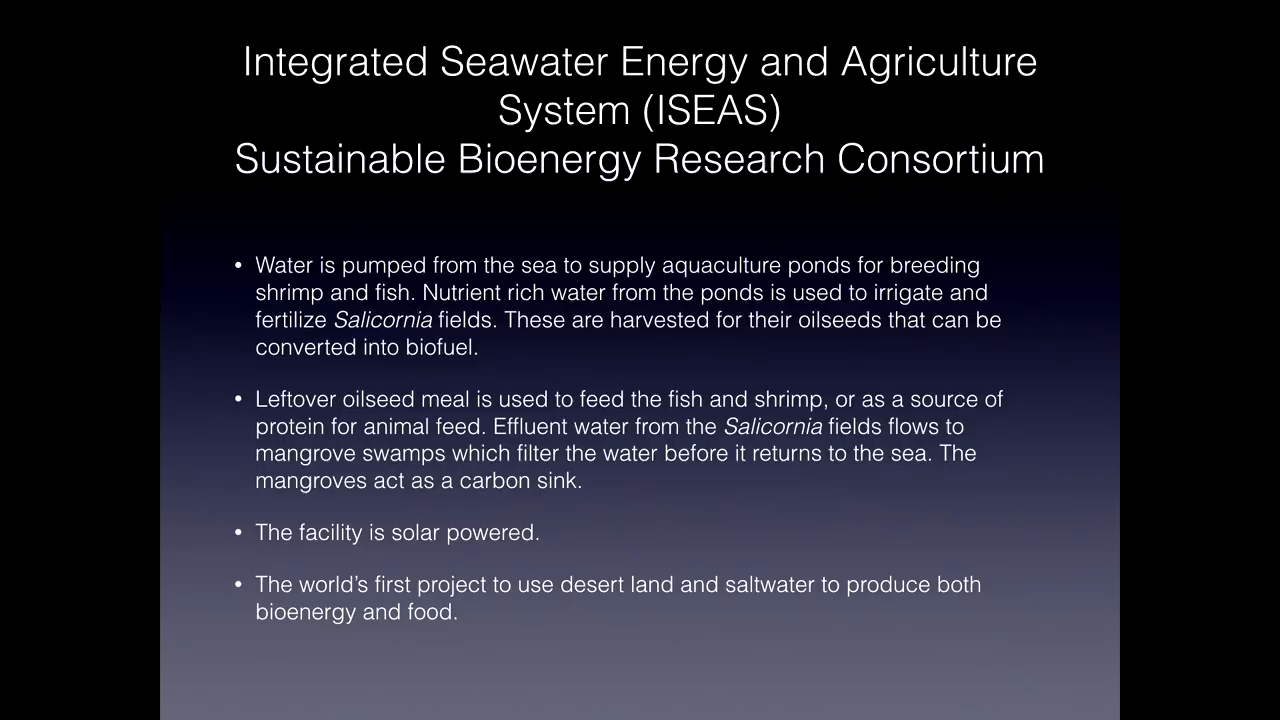 Integrated Seawater Energy and Agriculture
System (ISEAS)
Sustainable Bioenergy Research Consortium
• Water is pumped from the sea to supply aquaculture ponds for breeding
shrimp and fish. Nutrient rich water from the ponds is used to irrigate and
fertilize Salicornia fields. These are harvested for their oilseeds that can be
converted into biofuel.
• Leftover oilseed meal is used to feed the fish and shrimp, or as a source of
protein for animal feed. Effluent water from the Salicornia fields flows to
mangrove swamps which filter the water before it returns to the sea. The
mangroves act as a carbon sink.
• The facility is solar powered.
• The world’s first project to use desert land and saltwater to produce both
bioenergy and food.